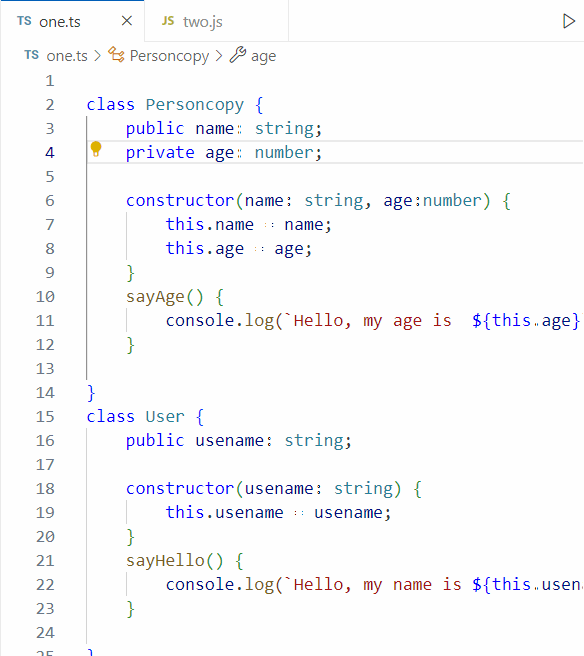 TS one.ts × JS two.js
TS one.ts > Personcopy > age
1
2 class Personcopy {
3 public name: string;
4 private age: number;
5
6 constructor(name: string, age:number) {
7 this.name = name;
8 this.age = age;
9 }
10 sayAge() {
11 console.log(`Hello, my age is  ${this.age}
12 }
13
14 }
15 class User {
16 public usename: string;
17
18 constructor(usename: string) {
19 this.usename = usename;
20 }
21 sayHello() {
22 console.log(`Hello, my name is ${this.usena
23 }
24
25 }